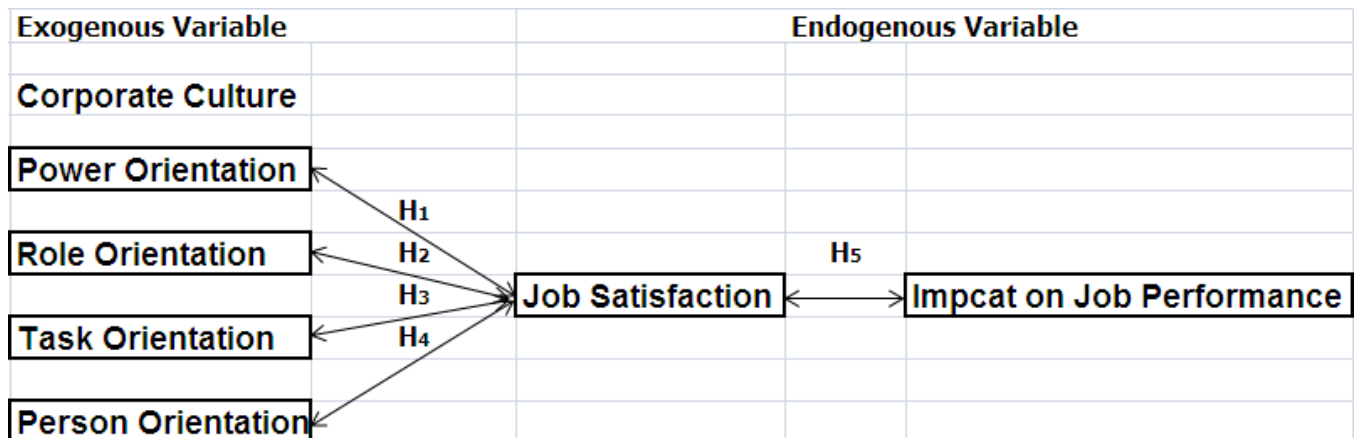 Exogenous Variable Endogenous Variable
Corporate Culture
Power Orientation
H1
Role Orientation H2 H5
Job Satisfaction Impcat on Job Performance
H3
Task Orientation H4
Person Orientation